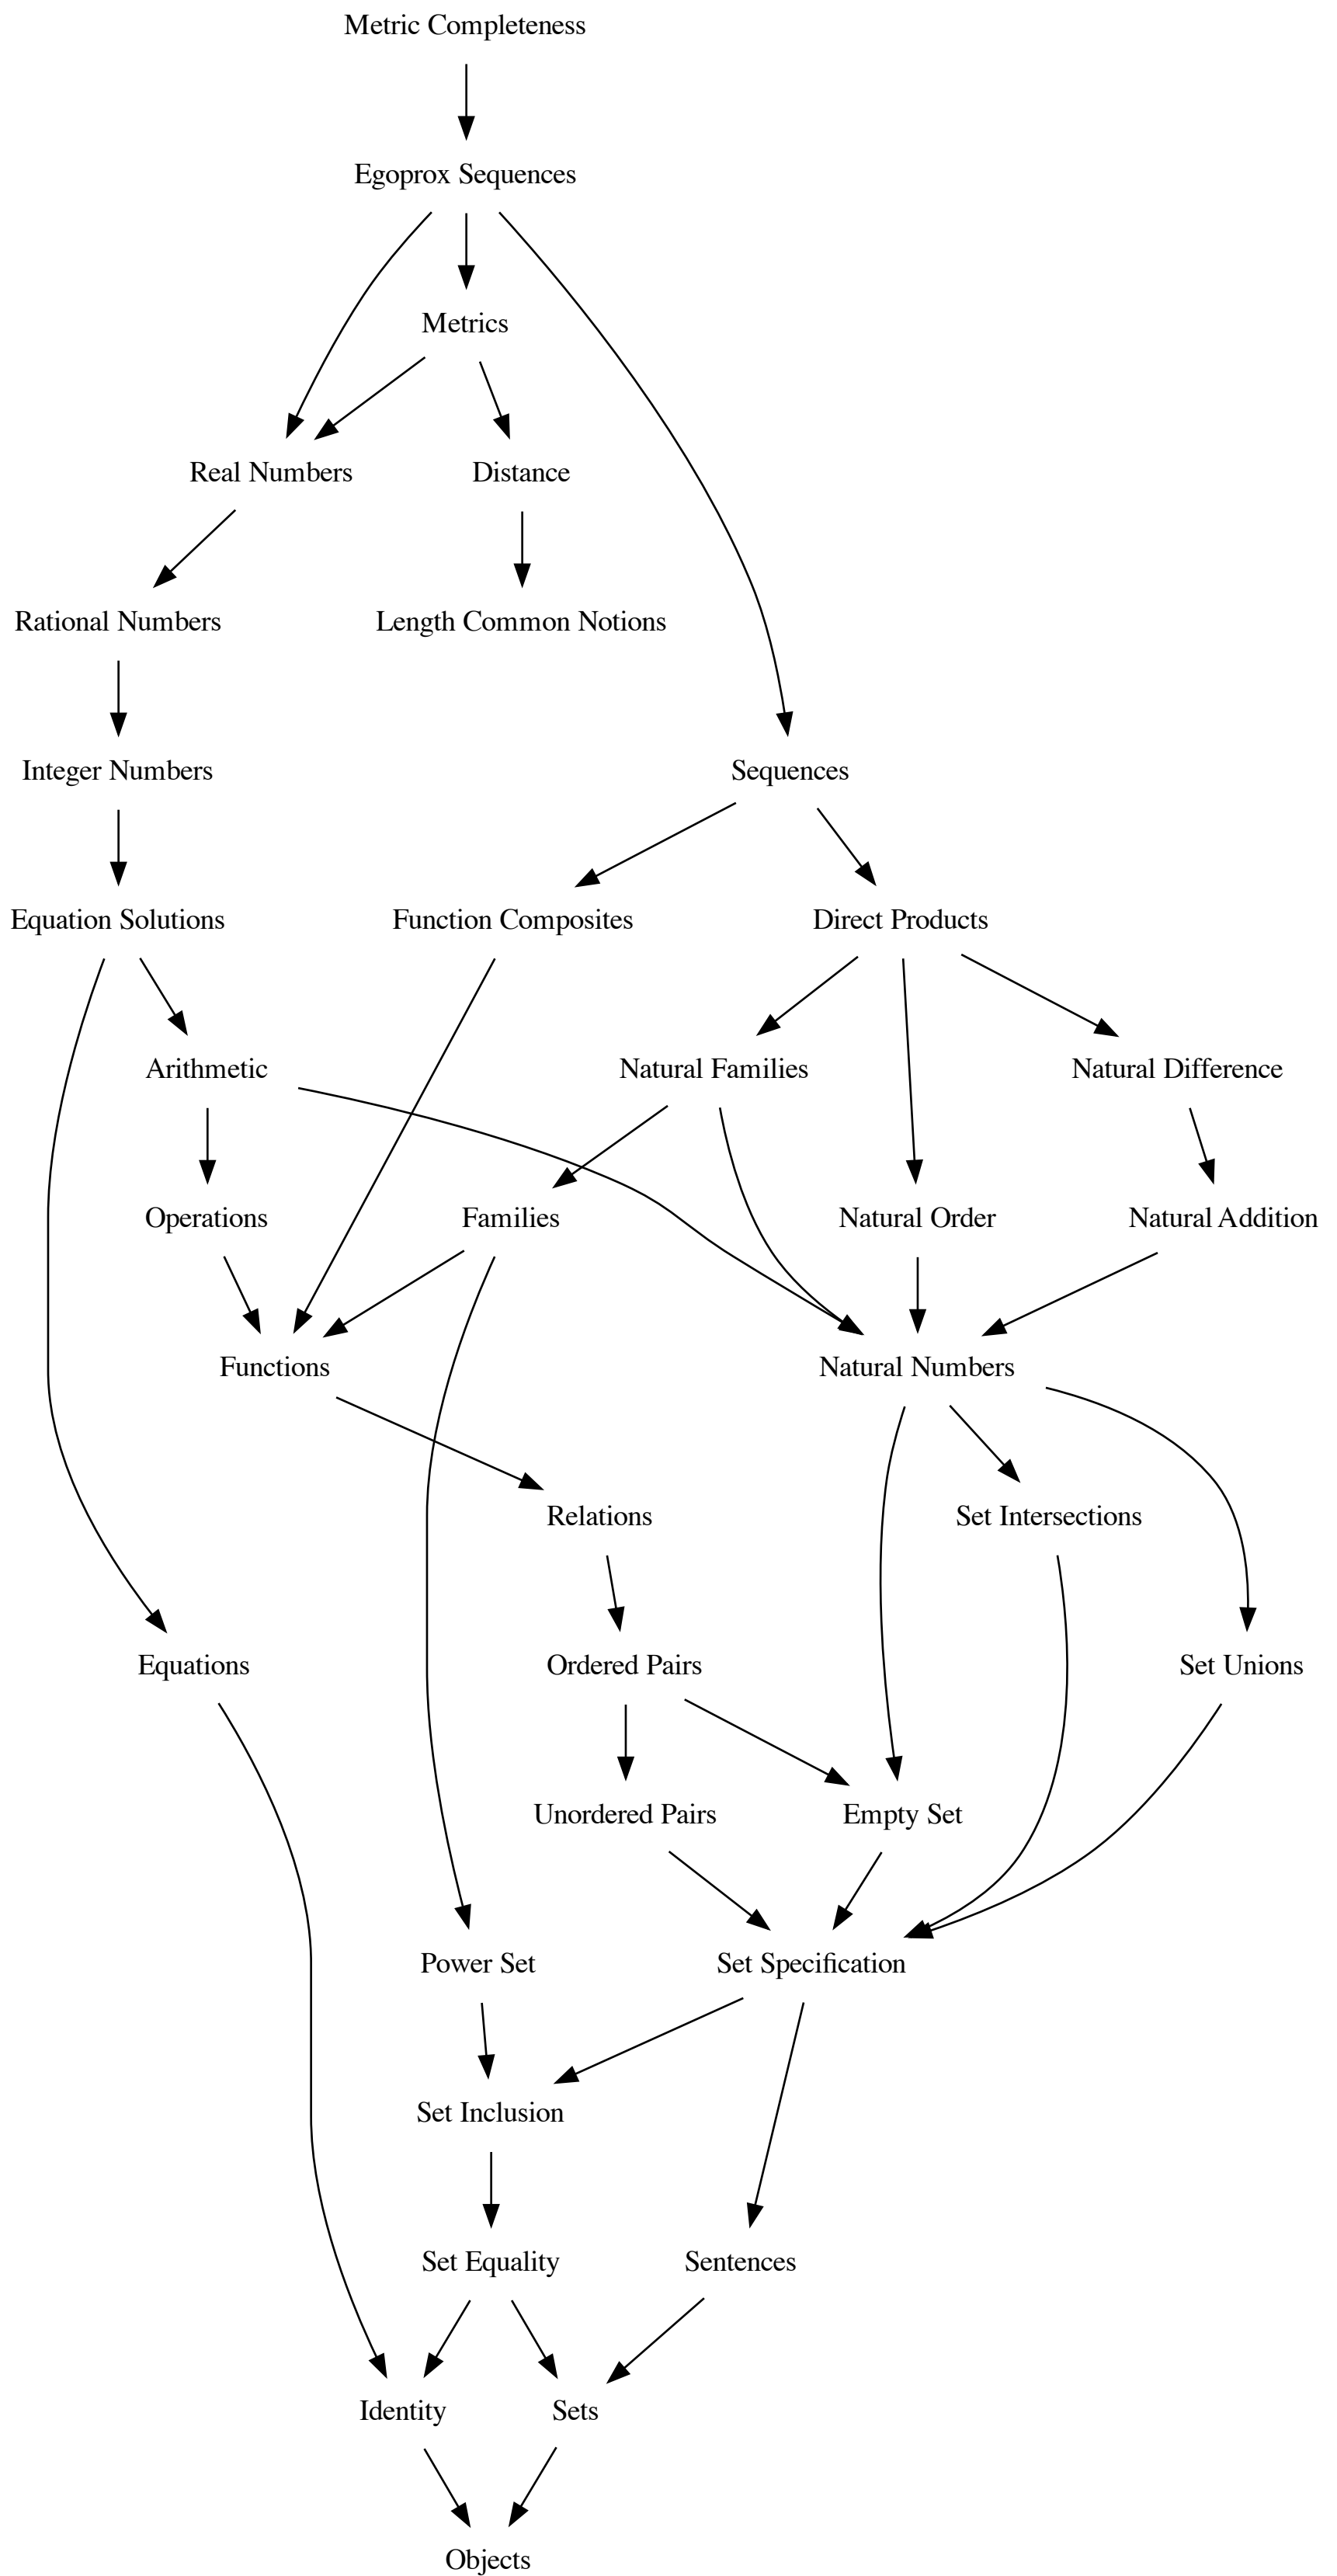 Metric Completeness
Egoprox Sequences
Metrics
Real Numbers
Distance
Rational Numbers
Length Common Notions
Integer Numbers
Sequences
Equation Solutions
Function Composites
Direct Products
Arithmetic
Natural Families
Natural Difference
Operations
Families
Natural Order
Natural Addition
Functions
Natural Numbers
Relations
Set Intersections
Equations
Ordered Pairs
Set Unions
Unordered Pairs
Empty Set
Power Set
Set Specification
Set Inclusion
Set Equality
Sentences
Identity
Sets
Objects